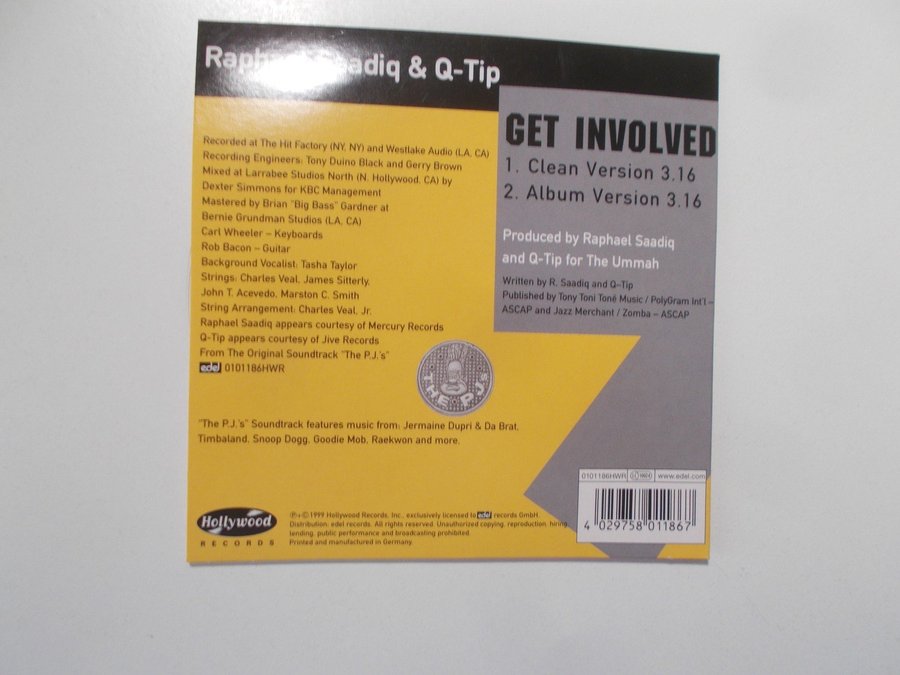 Raphael Saadiq & Q-Tip
Recorded at The Hit Factory (NY, NY) and Westlake Audio (LA, CA)
Recording Engineers: Tony Duino Black and Gerry Brown
Mixed at Larrabee Studios North (N. Hollywood, CA) by
Dexter Simmons for KBC Management
Mastered by Brian "Big Bass" Gardner at
Bernie Grundman Studios (LA, CA)
Carl Wheeler – Keyboards
Rob Bacon – Guitar
Background Vocalist: Tasha Taylor
Strings: Charles Veal, James Sitterly,
John T. Acevedo, Marston C. Smith
String Arrangement: Charles Veal, Jr.
Raphael Saadiq appears courtesy of Mercury Records
Q-Tip appears courtesy of Jive Records
From The Original Soundtrack "The P.J.'s"
edel 0101186HWR
THE P.J.s
"The P.J.'s" Soundtrack features music from: Jermaine Dupri & Da Brat,
Timbaland, Snoop Dogg, Goodie Mob, Raekwon and more.
GET INVOLVED
1. Clean Version 3.16
2. Album Version 3.16
Produced by Raphael Saadiq
and Q-Tip for The Ummah
Written by R. Saadiq and Q-Tip
Published by Tony Toni Toné Music / PolyGram Int'l –
ASCAP and Jazz Merchant / Zomba – ASCAP
Hollywood
RECORDS
℗+© 1999 Hollywood Records, Inc., exclusively licensed to edel records GmbH.
Distribution: edel records. All rights reserved. Unauthorized copying, reproduction, hiring,
lending, public performance and broadcasting prohibited.
Printed and manufactured in Germany.
0101186HWR
www.edel.com
4 029758 011867